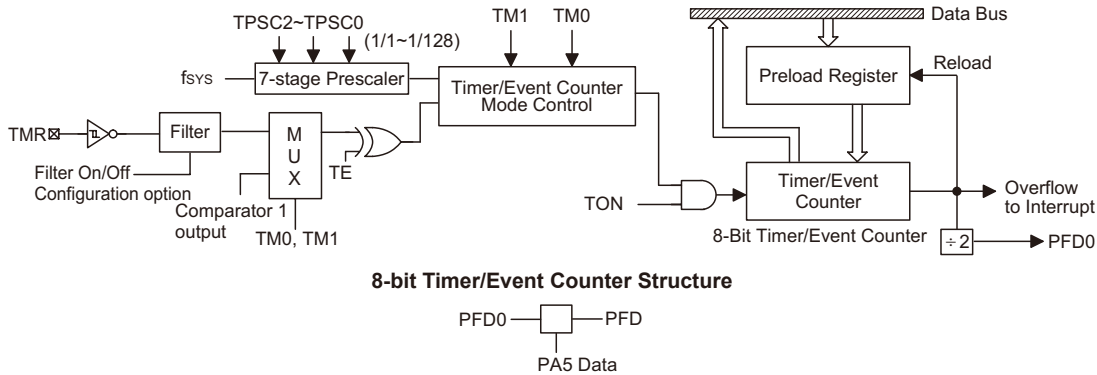 TPSC2~TPSC0
(1/1~1/128)
fSYS
7-stage Prescaler
TM1
TM0
Timer/Event Counter
Mode Control
Data Bus
Preload Register
Reload
TMR
Filter
Filter On/Off
Configuration option
M
U
X
TE
Comparator 1
output
TM0, TM1
TON
Timer/Event
Counter
8-Bit Timer/Event Counter
Overflow
to Interrupt
÷2
PFD0
8-bit Timer/Event Counter Structure
PFD0
PFD
PA5 Data